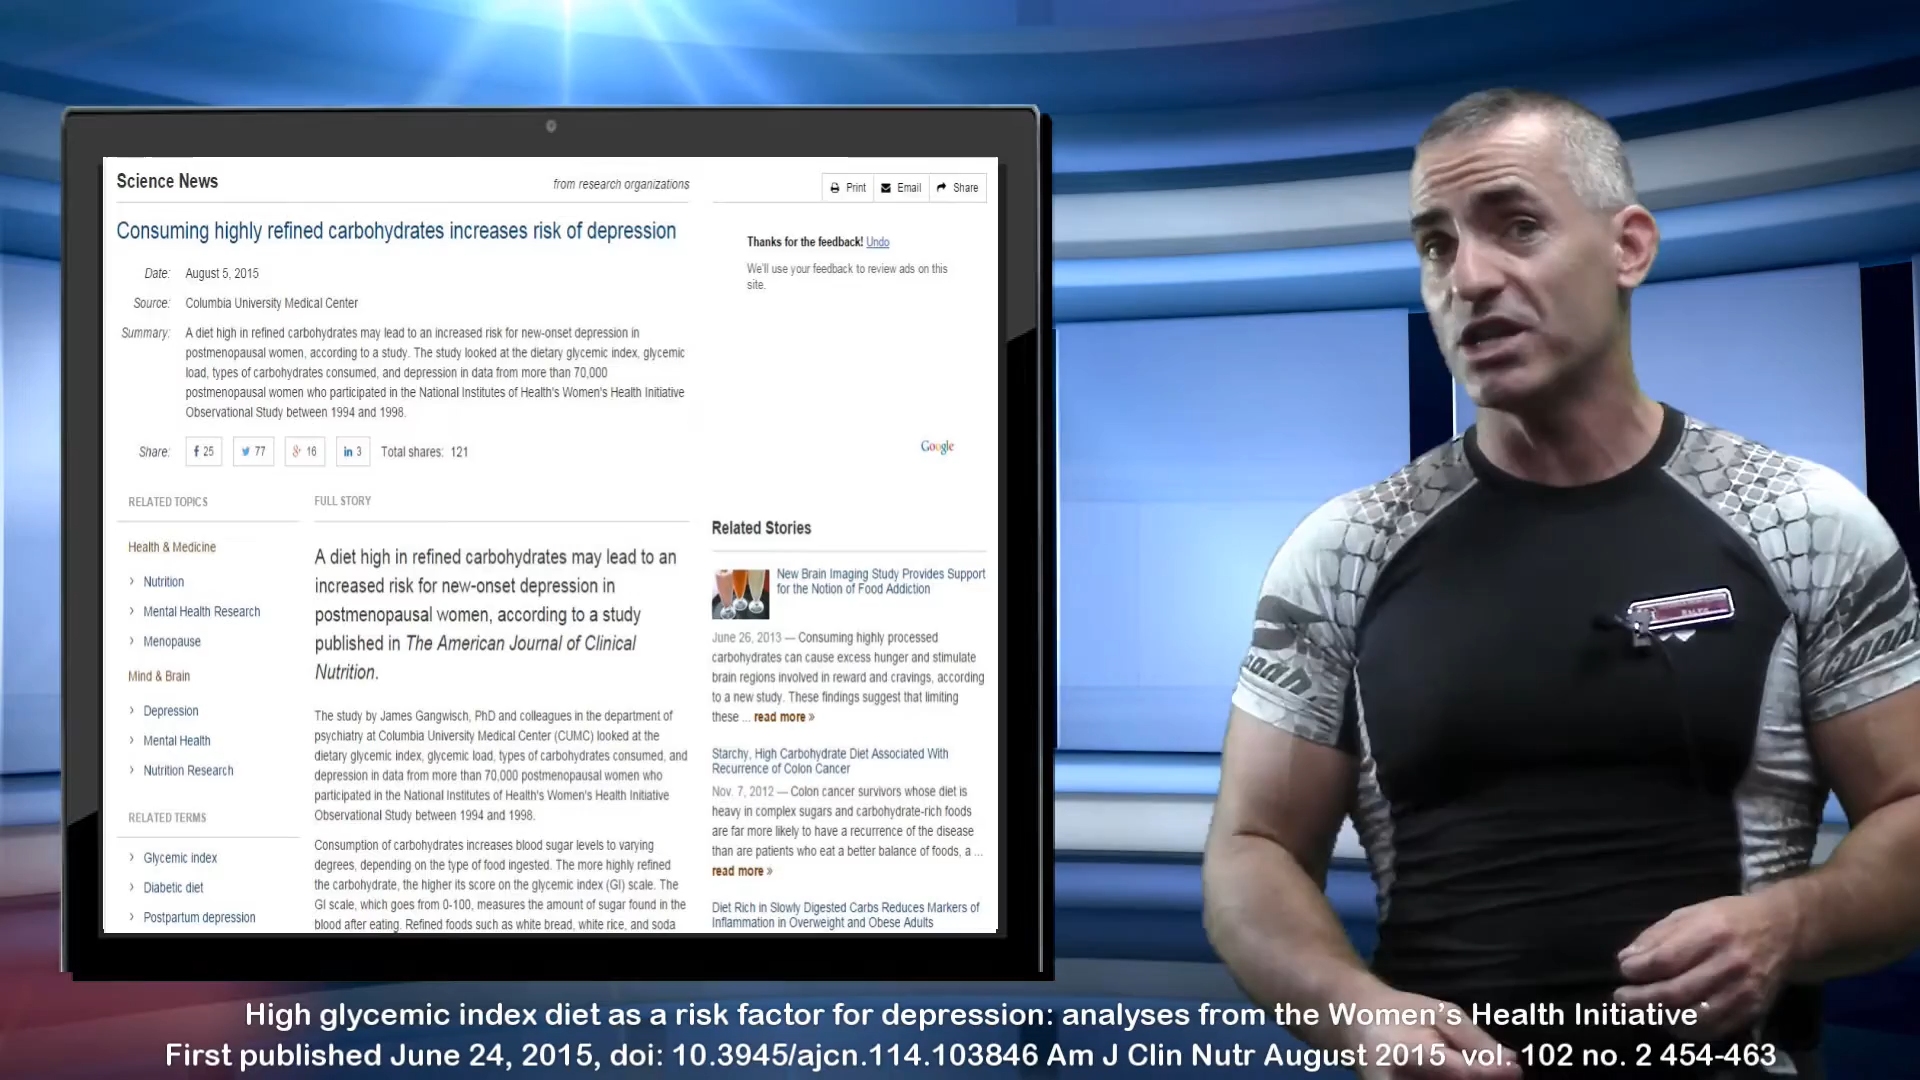 Science News
from research organizations
Print
Email
Share
Consuming highly refined carbohydrates increases risk of depression
Date: August 5, 2015
Source: Columbia University Medical Center
Summary: A diet high in refined carbohydrates may lead to an increased risk for new-onset depression in
postmenopausal women, according to a study. The study looked at the dietary glycemic index, glycemic
load, types of carbohydrates consumed, and depression in data from more than 70,000
postmenopausal women who participated in the National Institutes of Health's Women's Health Initiative
Observational Study between 1994 and 1998.
Share: 25 77 16 in 3 Total shares: 121
Thanks for the feedback! Undo
We'll use your feedback to review ads on this
site.
Google
RELATED TOPICS
Health & Medicine
Nutrition
Mental Health Research
Menopause
Mind & Brain
Depression
Mental Health
Nutrition Research
RELATED TERMS
Glycemic index
Diabetic diet
Postpartum depression
FULL STORY
A diet high in refined carbohydrates may lead to an
increased risk for new-onset depression in
postmenopausal women, according to a study
published in The American Journal of Clinical
Nutrition.
The study by James Gangwisch, PhD and colleagues in the department of
psychiatry at Columbia University Medical Center (CUMC) looked at the
dietary glycemic index, glycemic load, types of carbohydrates consumed, and
depression in data from more than 70,000 postmenopausal women who
participated in the National Institutes of Health's Women's Health Initiative
Observational Study between 1994 and 1998.
Consumption of carbohydrates increases blood sugar levels to varying
degrees, depending on the type of food ingested. The more highly refined
the carbohydrate, the higher its score on the glycemic index (GI) scale. The
GI scale, which goes from 0-100, measures the amount of sugar found in the
blood after eating. Refined foods such as white bread, white rice, and soda
Related Stories
New Brain Imaging Study Provides Support
for the Notion of Food Addiction
June 26, 2013 — Consuming highly processed
carbohydrates can cause excess hunger and stimulate
brain regions involved in reward and cravings, according
to a new study. These findings suggest that limiting
these ... read more »
Starchy, High Carbohydrate Diet Associated With
Recurrence of Colon Cancer
Nov. 7, 2012 — Colon cancer survivors whose diet is
heavy in complex sugars and carbohydrate-rich foods
are far more likely to have a recurrence of the disease
than are patients who eat a better balance of foods, a ...
read more »
Diet Rich in Slowly Digested Carbs Reduces Markers of
Inflammation in Overweight and Obese Adults
High glycemic index diet as a risk factor for depression: analyses from the Women's Health Initiative
First published June 24, 2015, doi: 10.3945/ajcn.114.103846 Am J Clin Nutr August 2015 vol. 102 no. 2 454-463